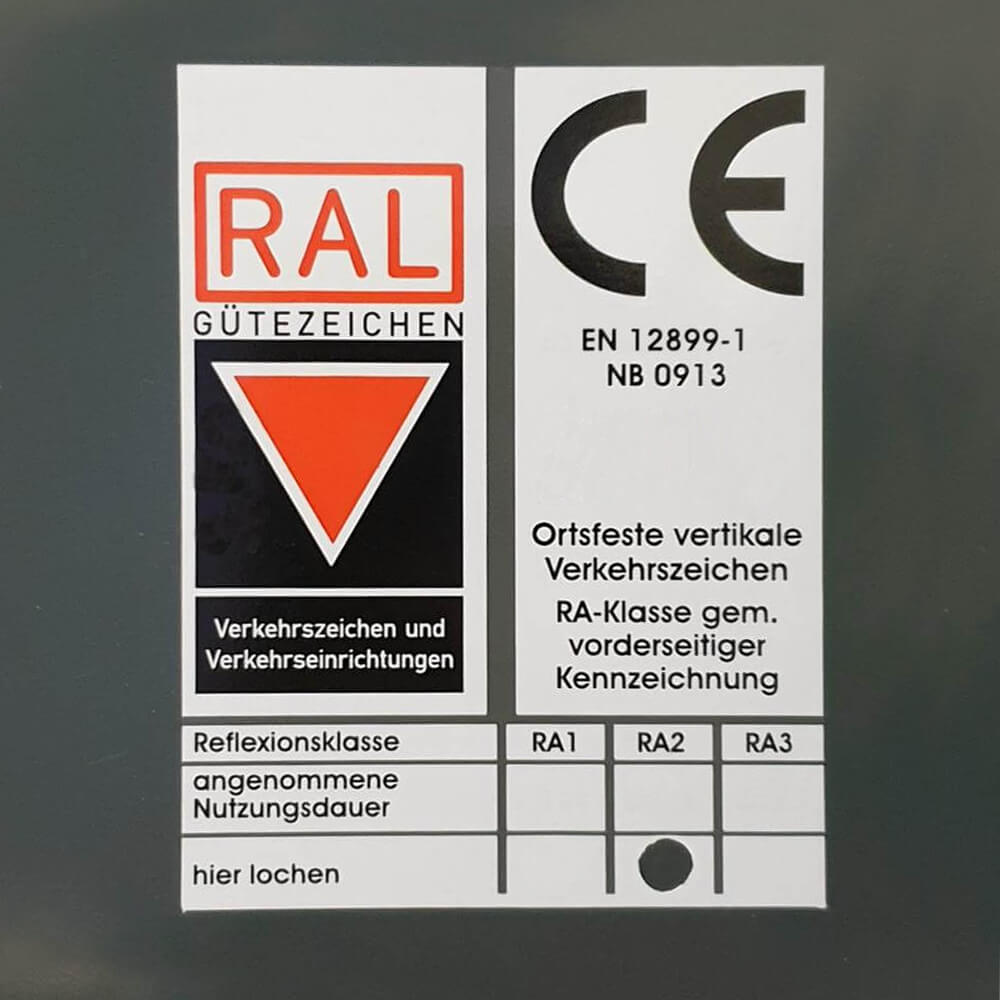 RAL
GÜTEZEICHEN
Verkehrszeichen und
Verkehrseinrichtungen
CE
EN 12899-1
NB 0913
Ortsfeste vertikale
Verkehrszeichen
RA-Klasse gem.
vorderseitiger
Kennzeichnung
Reflexionsklasse RA1 RA2 RA3
angenommene
Nutzungsdauer
hier lochen